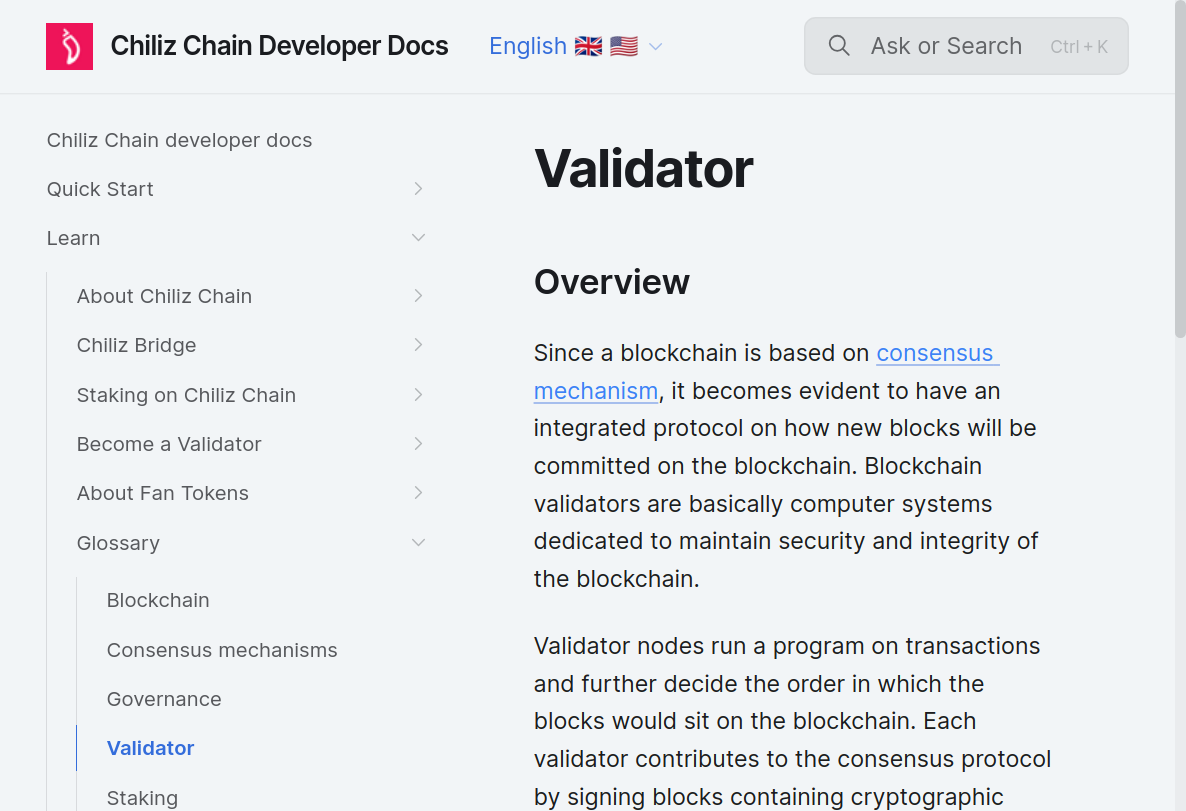 Chiliz Chain Developer Docs
English 🇬🇧 🇺🇸
Ask or Search Ctrl + K
Chiliz Chain developer docs
Quick Start
Learn
About Chiliz Chain
Chiliz Bridge
Staking on Chiliz Chain
Become a Validator
About Fan Tokens
Glossary
Blockchain
Consensus mechanisms
Governance
Validator
Staking
Validator
Overview
Since a blockchain is based on consensus
mechanism, it becomes evident to have an
integrated protocol on how new blocks will be
committed on the blockchain. Blockchain
validators are basically computer systems
dedicated to maintain security and integrity of
the blockchain.
Validator nodes run a program on transactions
and further decide the order in which the
blocks would sit on the blockchain. Each
validator contributes to the consensus protocol
by signing blocks containing cryptographic